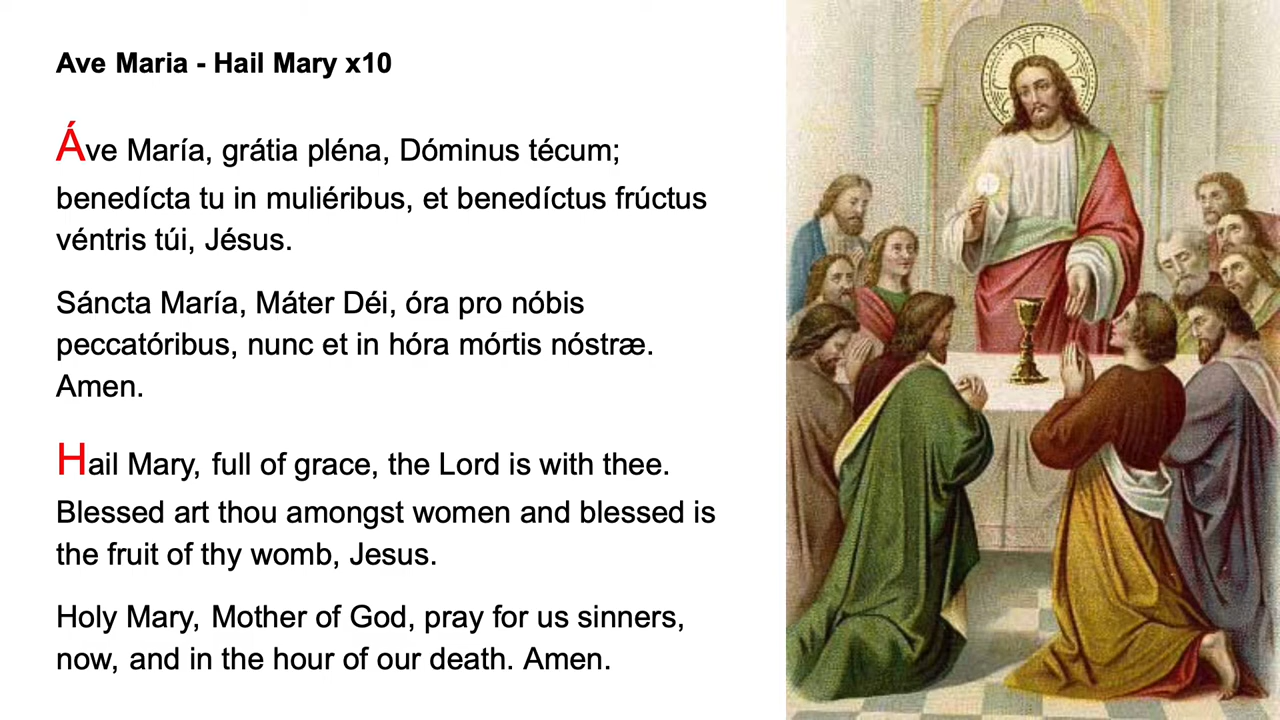 Ave Maria - Hail Mary x10
Áve María, grátia pléna, Dóminus técum;
benedícta tu in muliéribus, et benedíctus frúctus
véntris túi, Jésus.
Sáncta María, Máter Déi, óra pro nóbis
peccatóribus, nunc et in hóra mórtis nóstræ.
Amen.
Hail Mary, full of grace, the Lord is with thee.
Blessed art thou amongst women and blessed is
the fruit of thy womb, Jesus.
Holy Mary, Mother of God, pray for us sinners,
now, and in the hour of our death. Amen.